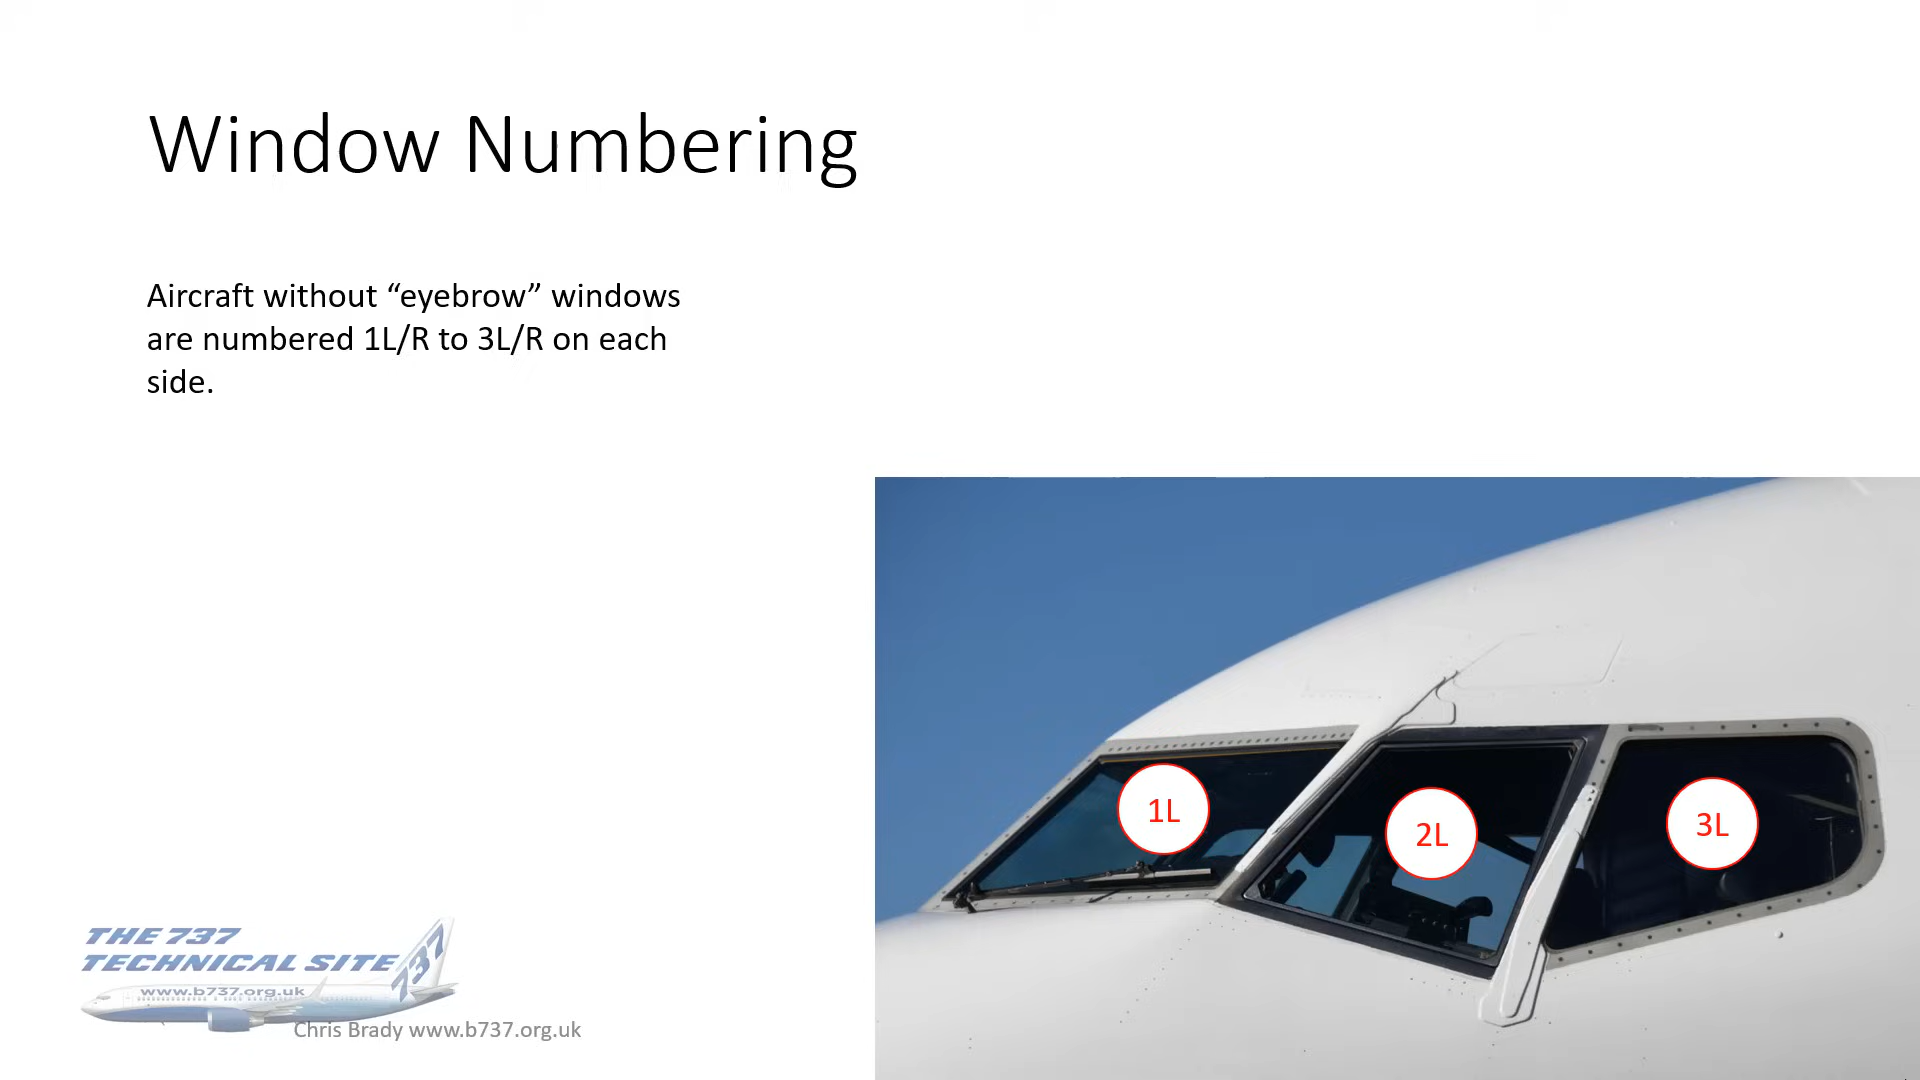 Window Numbering
Aircraft without “eyebrow” windows
are numbered 1L/R to 3L/R on each
side.
1L
2L
3L
THE 737
TECHNICAL SITE
737
www.b737.org.uk
Chris Brady www.b737.org.uk